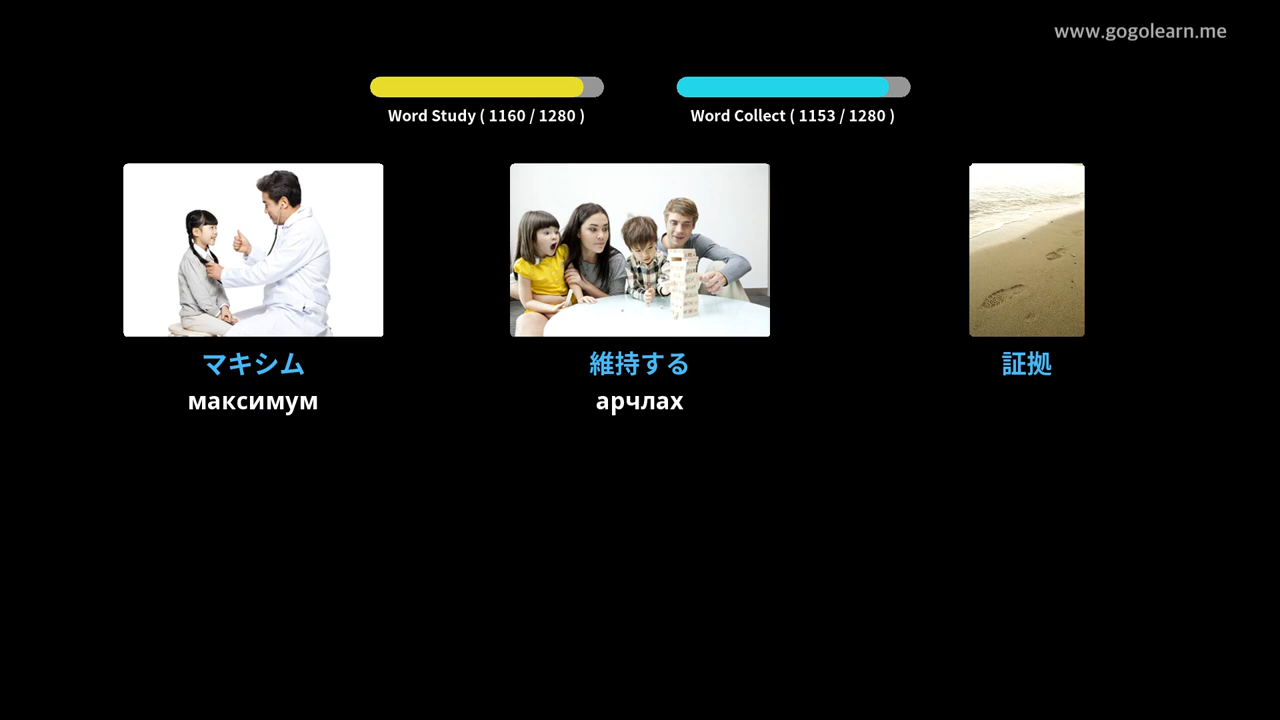 www.gogolearn.me
Word Study ( 1160 / 1280 )
Word Collect ( 1153 / 1280 )
マキシム
максимум
維持する
арчлах
証拠